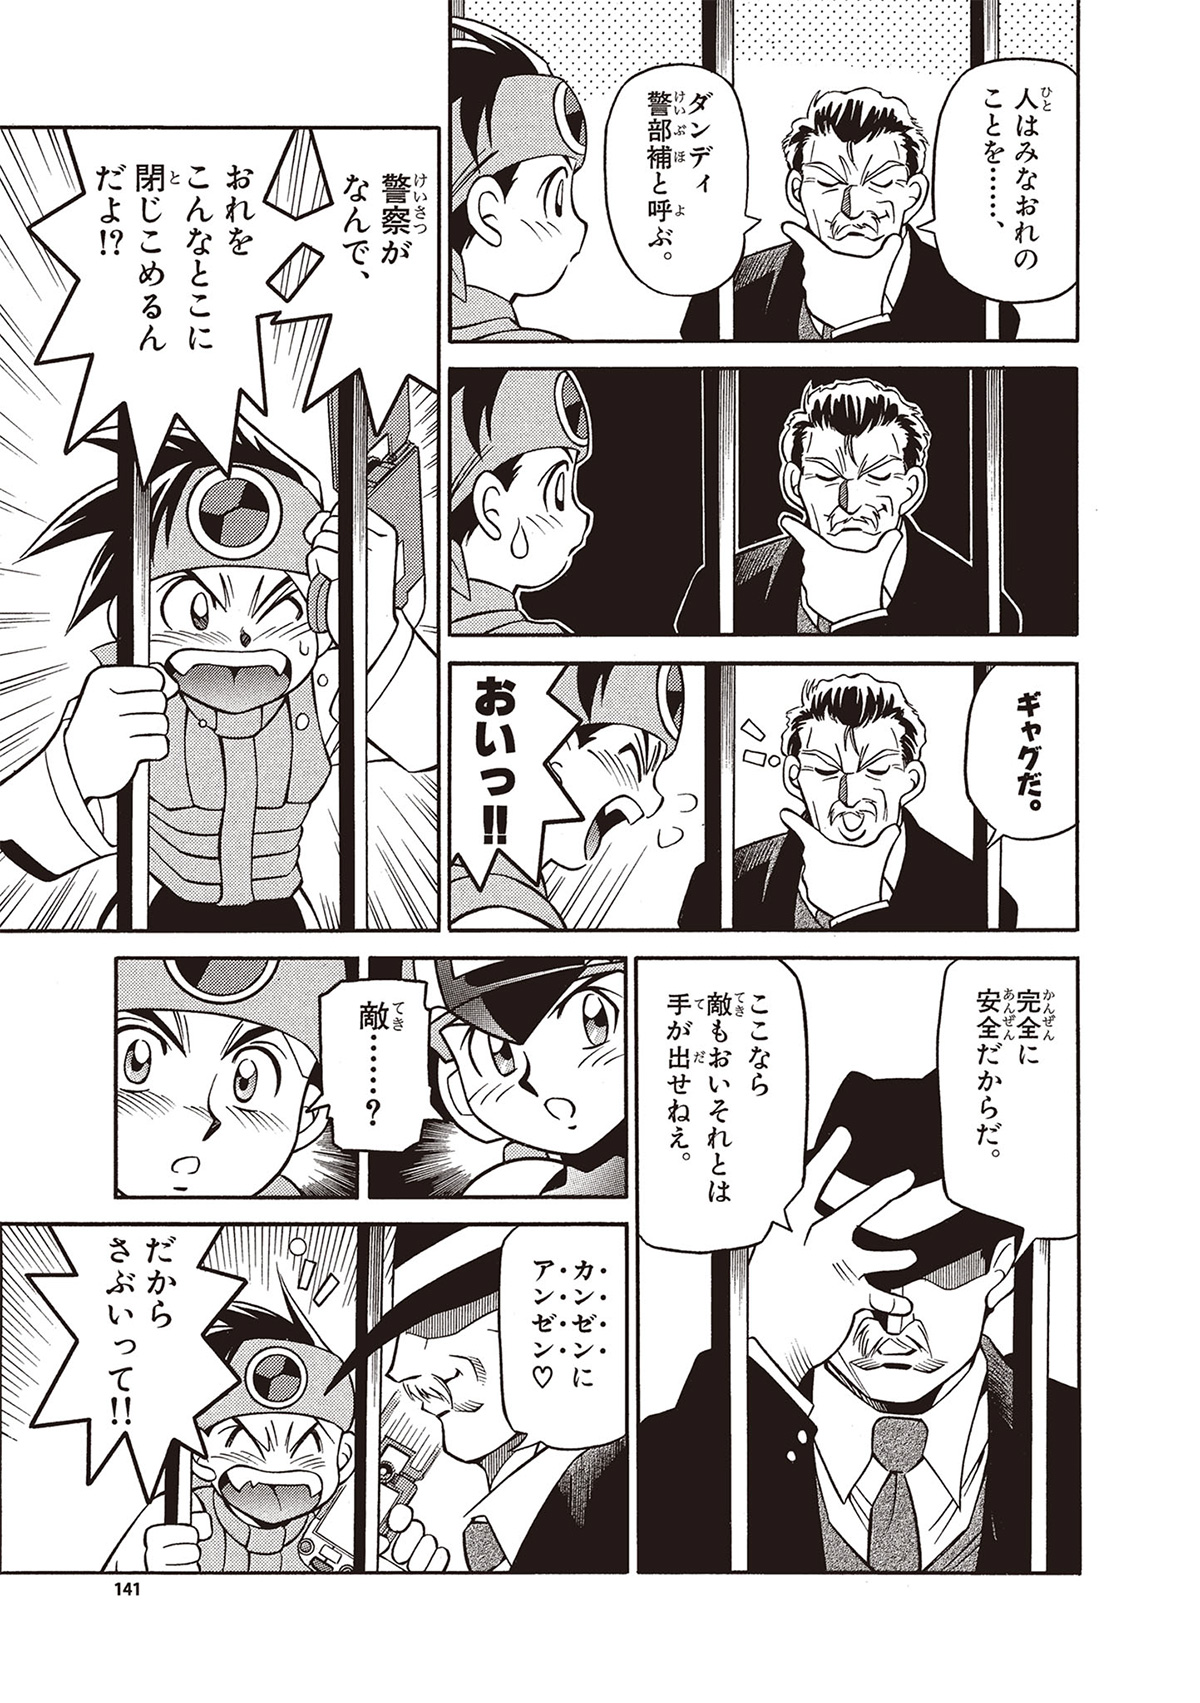 人はみなおれの
ことを……、
ダンディ
警部補と呼ぶ。
ギャグだ。
おいっ!!
警察が
なんで、
おれを
こんなとこに
閉じこめるん
だよ!?
完全に
安全だからだ。
ここなら
敵もおいそれとは
手が出せねえ。
敵……?
カンゼンに
アンゼン♡
だから
さぶいって!!
141